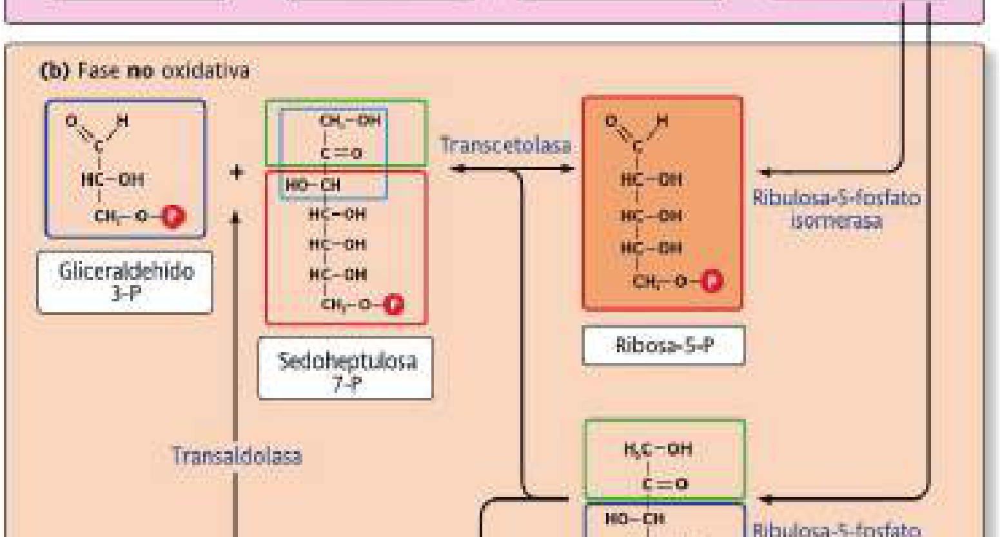 (b) Fase no oxidativa
O H
C
HC-OH
CH₂-O-P
Gliceraldehído
3-P
+
CH₂-OH
C=O
HO-CH
HC-OH
HC-OH
HC-OH
CH₂-O-P
Sedoheptulosa
7-P
Transcetolasa
O H
C
HC-OH
HC-OH
HC-OH
CH₂-O-P
Ribosa-5-P
Ribulosa-5-fosfato
isomerasa
Transaldolasa
H₂C-OH
C=O
HO-CH
Ribulosa-5-fosfato